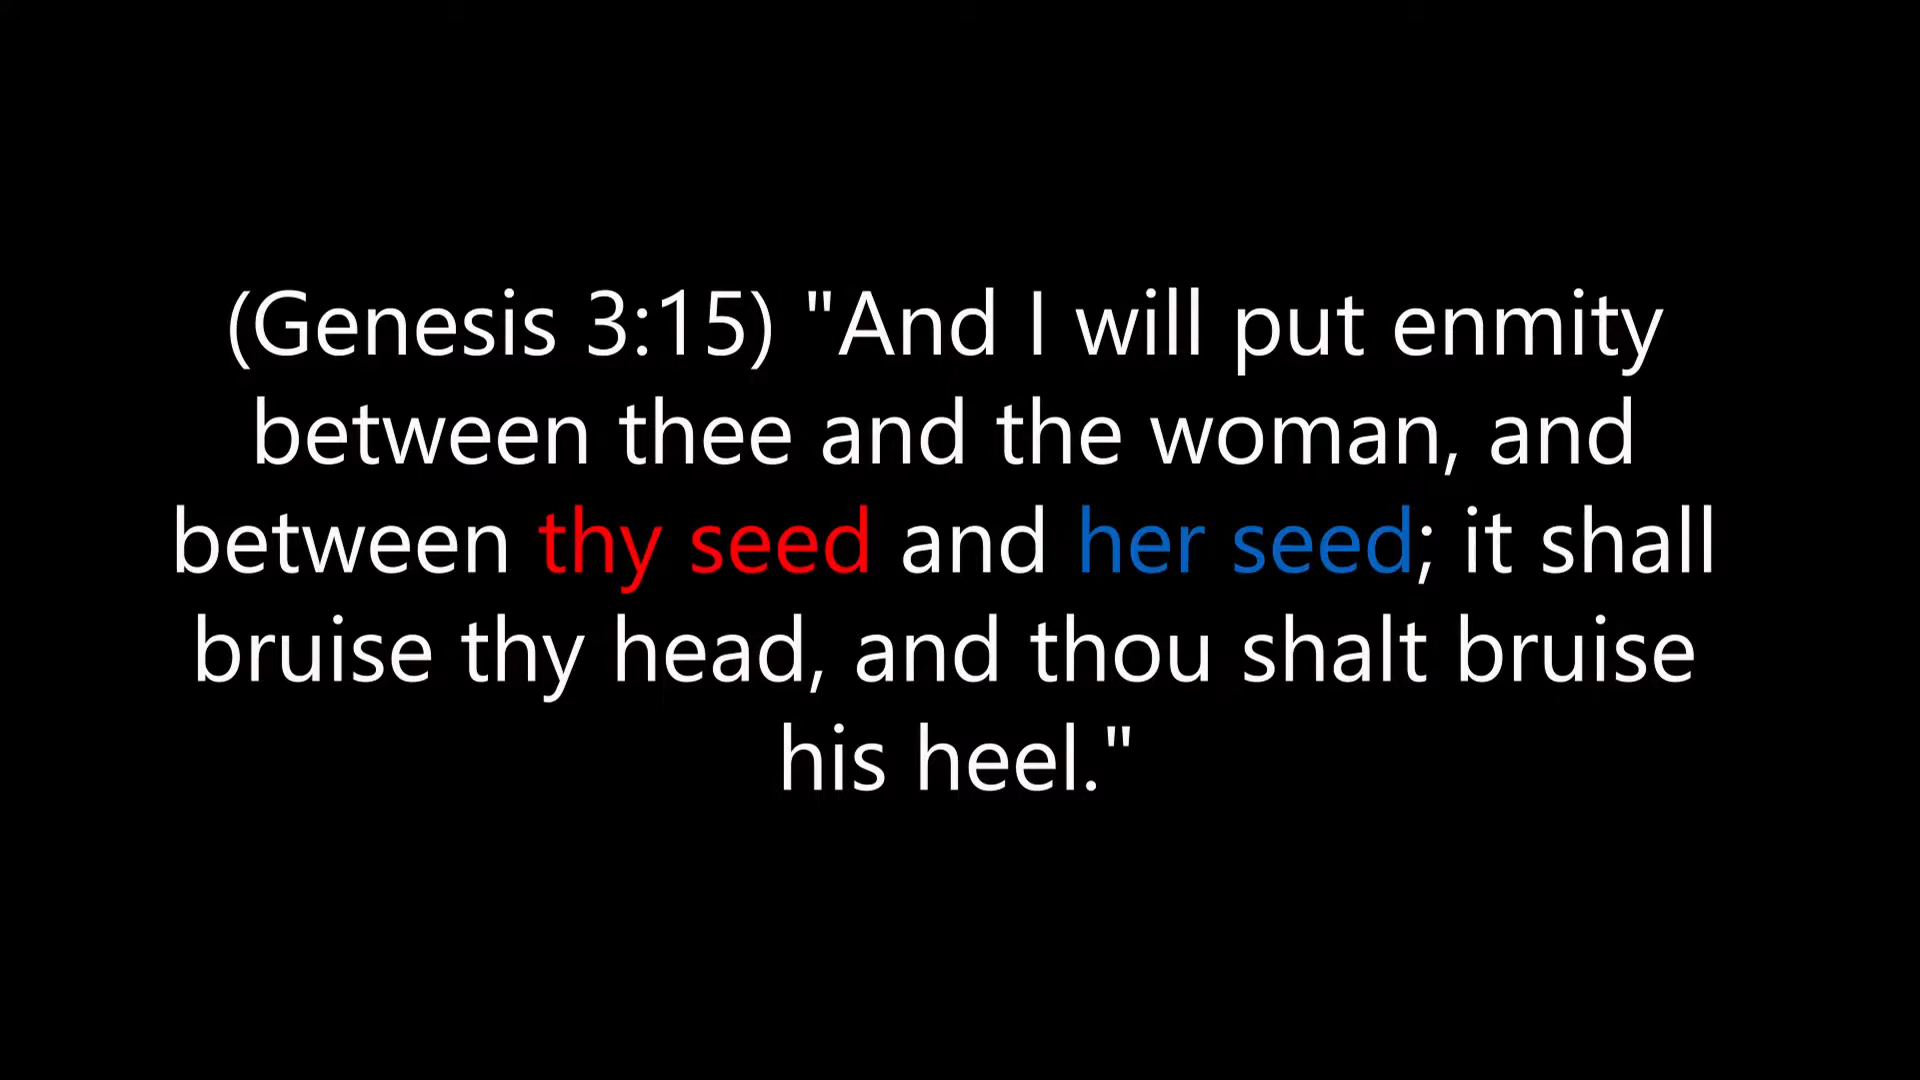 (Genesis 3:15) "And I will put enmity
between thee and the woman, and
between thy seed and her seed; it shall
bruise thy head, and thou shalt bruise
his heel."